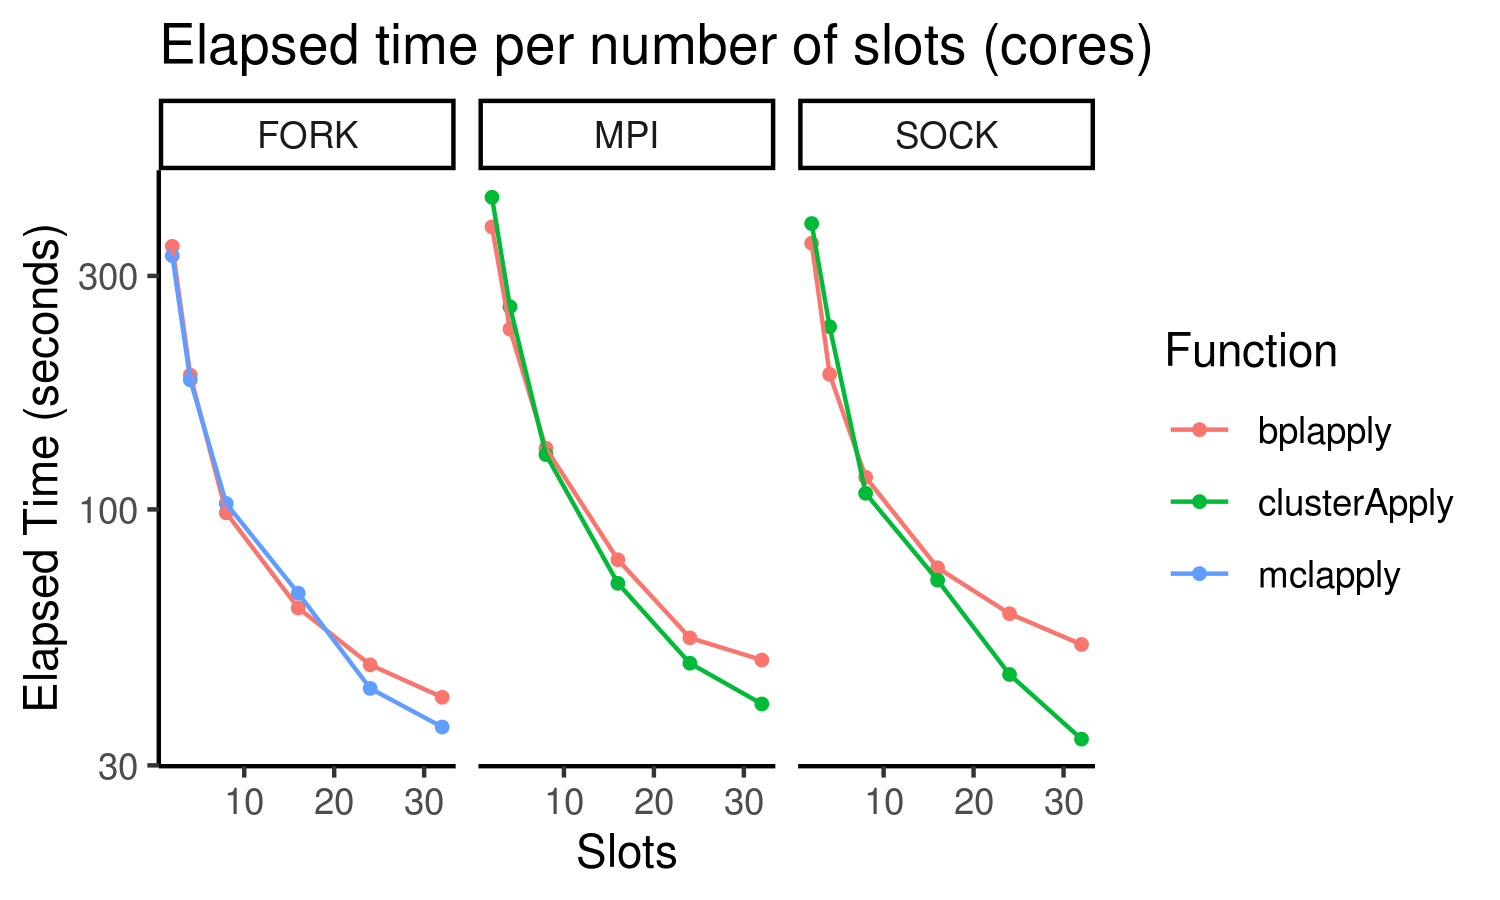 Elapsed time per number of slots (cores)
FORK
MPI
SOCK
Elapsed Time (seconds)
300
100
30
10 20 30
10 20 30
10 20 30
Slots
Function
bplapply
clusterApply
mclapply